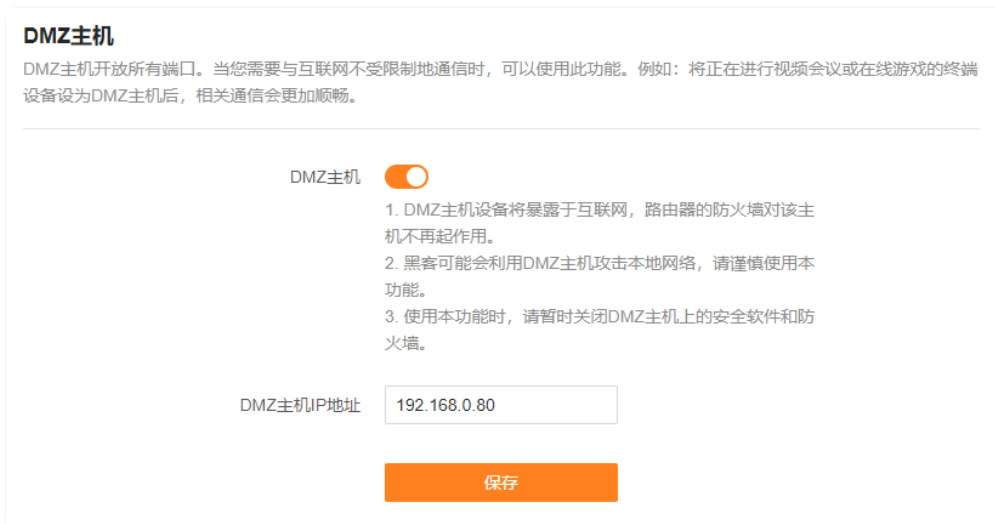 DMZ主机
DMZ主机开放所有端口。当您需要与互联网不受限制地通信时，可以使用此功能。例如：将正在进行视频会议或在线游戏的终端
设备设为DMZ主机后，相关通信会更加顺畅。
DMZ主机
1. DMZ主机设备将暴露于互联网，路由器的防火墙对该主
机不再起作用。
2. 黑客可能会利用DMZ主机攻击本地网络，请谨慎使用本
功能。
3. 使用本功能时，请暂时关闭DMZ主机上的安全软件和防
火墙。
DMZ主机IP地址 192.168.0.80
保存